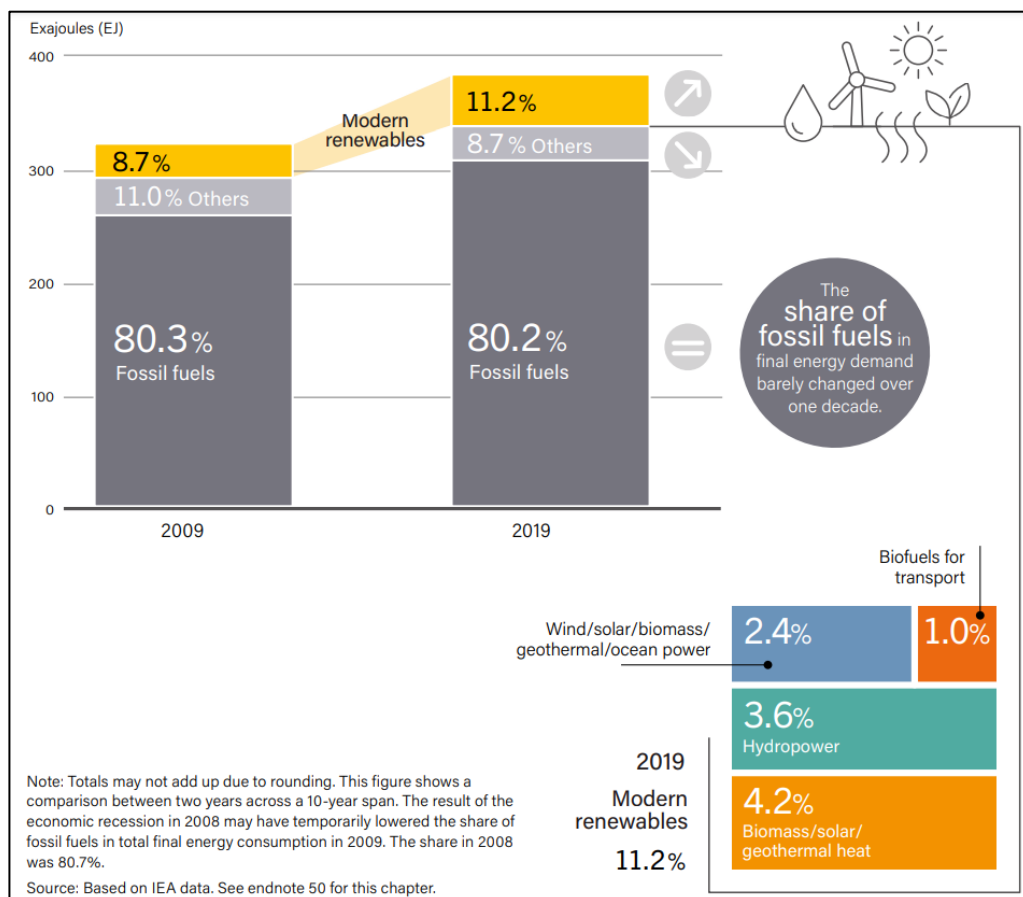 Exajoules (EJ)
400
300
200
100
0
8.7%
11.0% Others
80.3%
Fossil fuels
2009
Modern
renewables
11.2%
8.7% Others
80.2%
Fossil fuels
2019
The
share of
fossil fuels in
final energy demand
barely changed over
one decade.
Biofuels for
transport
Wind/solar/biomass/
geothermal/ocean power
2.4%
1.0%
3.6%
Hydropower
4.2%
Biomass/solar/
geothermal heat
2019
Modern
renewables
11.2%
Note: Totals may not add up due to rounding. This figure shows a
comparison between two years across a 10-year span. The result of the
economic recession in 2008 may have temporarily lowered the share of
fossil fuels in total final energy consumption in 2009. The share in 2008
was 80.7%.
Source: Based on IEA data. See endnote 50 for this chapter.